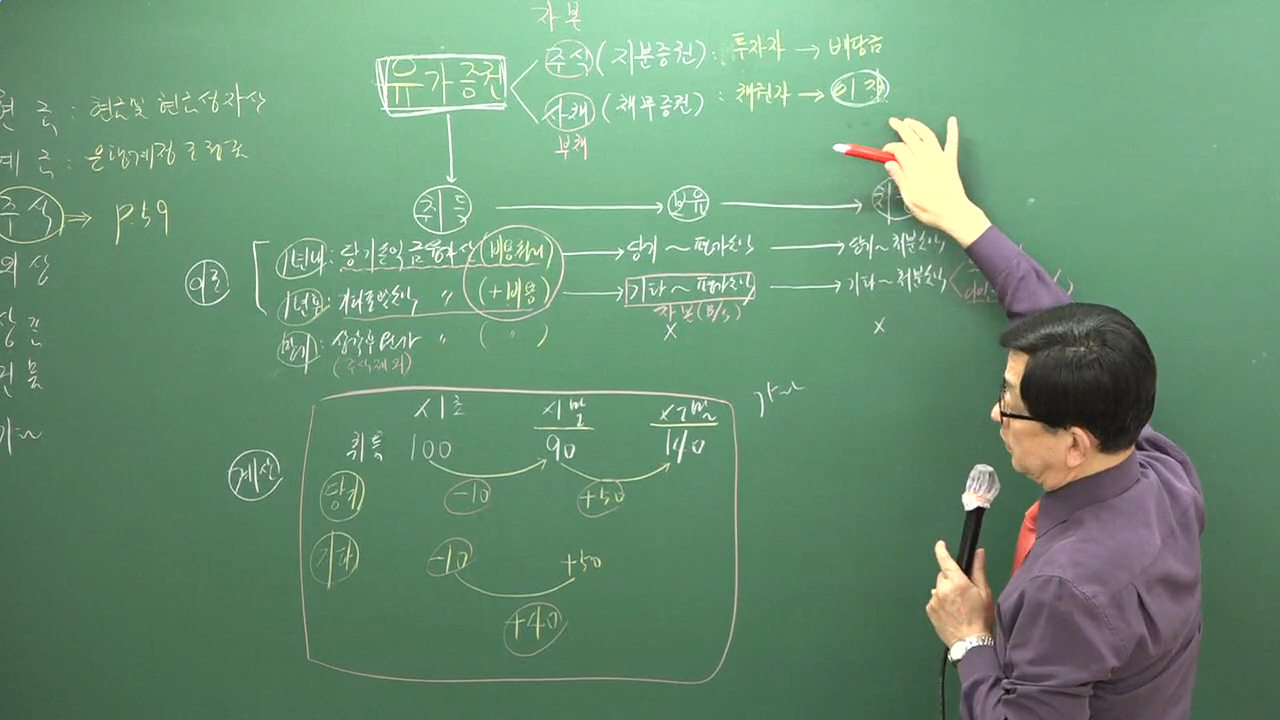 자본
유가증권
주식 (지분증권) : 투자자 → 배당금
사채 (채무증권) : 채권자 → 이자
부채
현금 : 현금및 현금성자산
예금 : 은행계정조정표
주식 ⇒ P.59
외상
건물
취득 → 보유 →
이론
1년내 : 당기손익 금융자산 (비용처리) → 당기~평가손익 → 당기~처분손익
1년후 : 기타포괄손익 〃 (+비용) → 기타~평가손익 → 기타~처분손익
자본(B/S)
만기 : 상각후원가 〃 ( 〃 ) X X
(주식제외)
계산
X1초 X1말 X2말
취득 100 90 140
당기 -10 +50
기타 -10 +50
+40